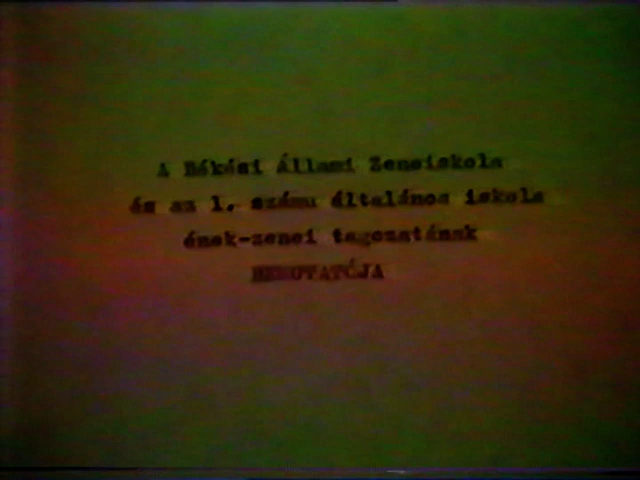 A Békési Állami Zeneiskola
és az 1. számu általános iskola
ének-zenei tagozatának
BEMUTATÓJA